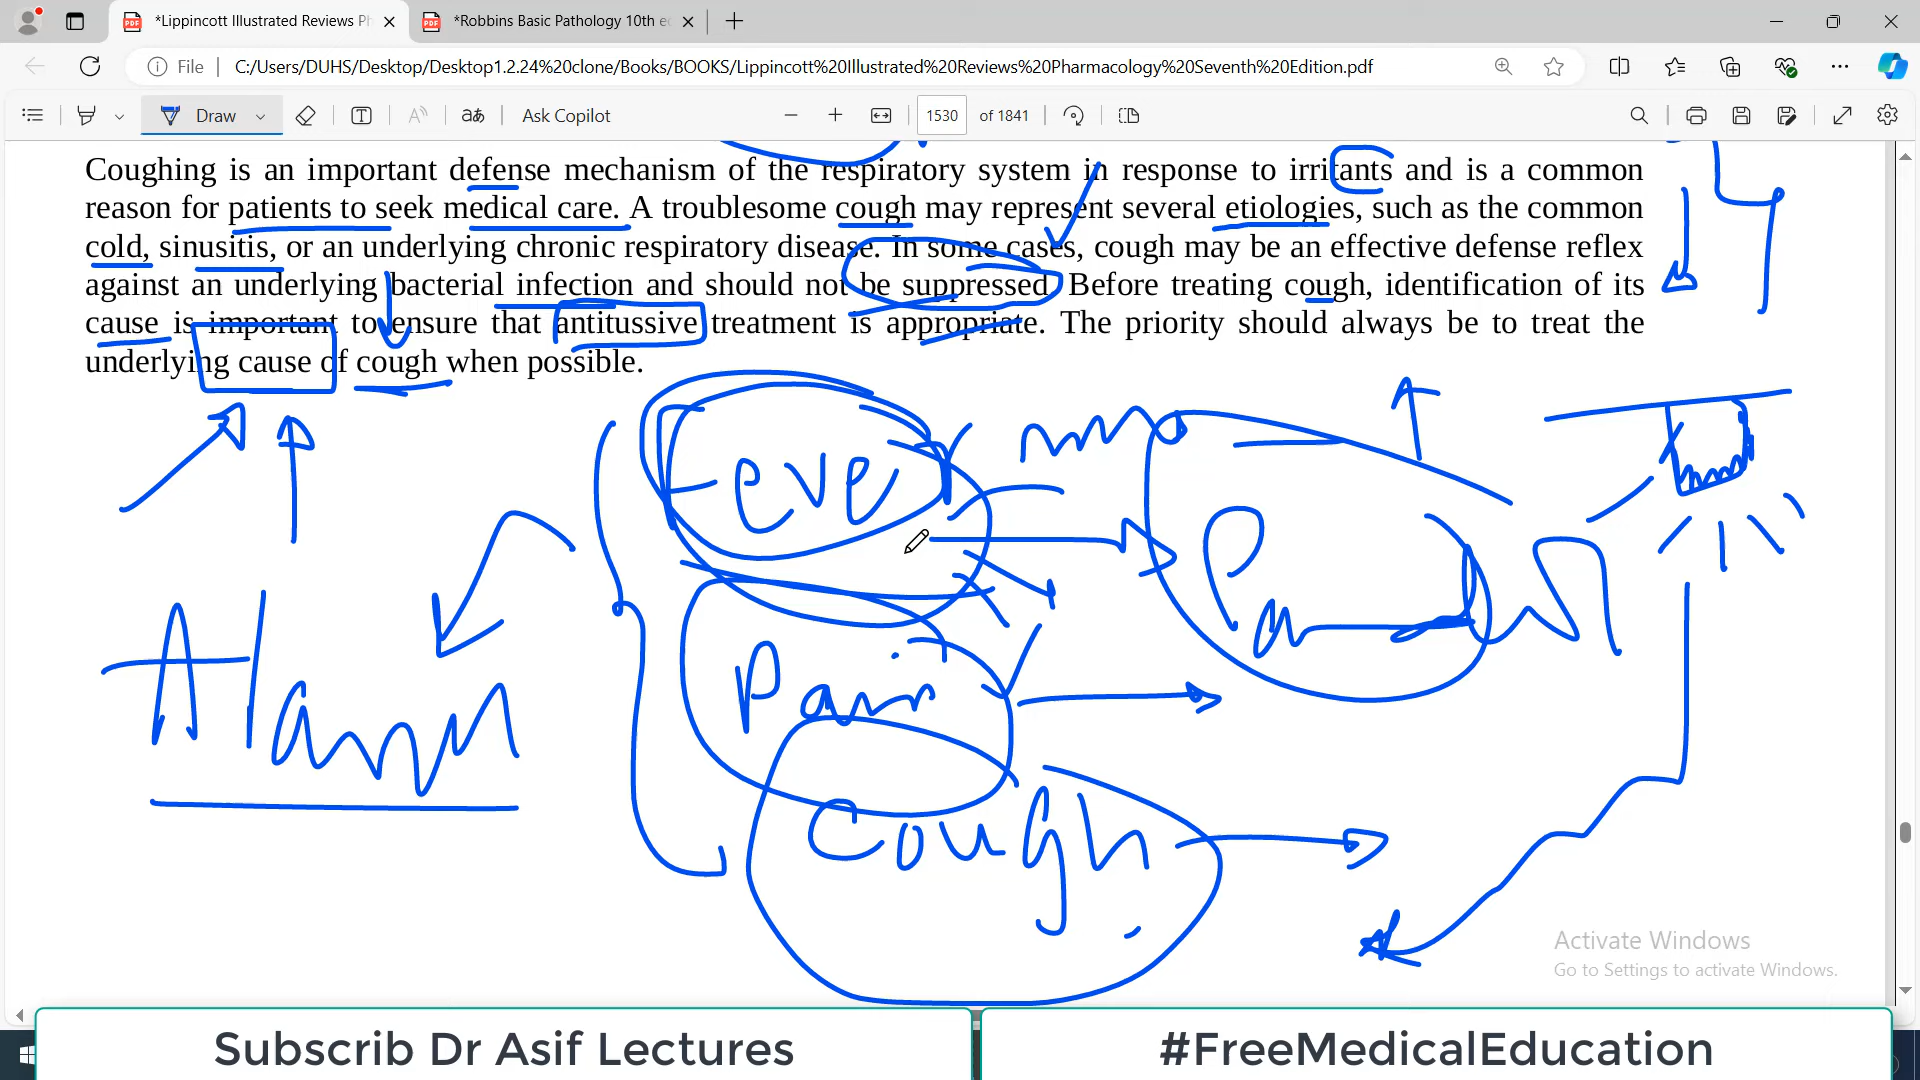 *Lippincott Illustrated Reviews Ph
*Robbins Basic Pathology 10th ed
File
C:/Users/DUHS/Desktop/Desktop1.2.24%20clone/Books/BOOKS/Lippincott%20Illustrated%20Reviews%20Pharmacology%20Seventh%20Edition.pdf
Draw
Ask Copilot
1530 of 1841
Coughing is an important defense mechanism of the respiratory system in response to irritants and is a common
reason for patients to seek medical care. A troublesome cough may represent several etiologies, such as the common
cold, sinusitis, or an underlying chronic respiratory disease. In some cases, cough may be an effective defense reflex
against an underlying bacterial infection and should not be suppressed. Before treating cough, identification of its
cause is important to ensure that antitussive treatment is appropriate. The priority should always be to treat the
underlying cause of cough when possible.
Fever
Pain
Cough
Activate Windows
Go to Settings to activate Windows.
Subscrib Dr Asif Lectures
#FreeMedicalEducation